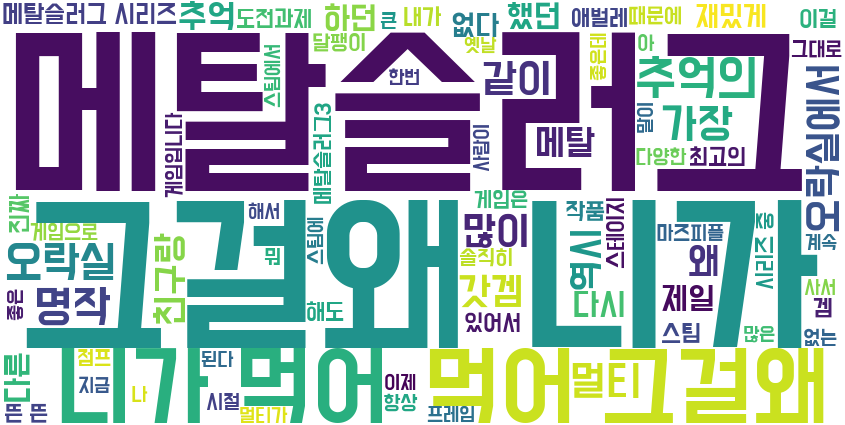 메탈슬러그 시리즈 추억 도전과제 하던 큰 내가 없다 했던 애벌레 때문에 재밌게 이걸
달팽이 옛날 좋은데 아 그대로
메탈슬러그
스팀에서 한번 같이 메탈 추억의 가장 말이 오락실에서
게임입니다 메탈슬러그3 사람이 다양한 최고의
그걸왜 니가
진짜 게임으로 해서 뭔 스팀에 게임은 많이 작품 스테이지 마즈피플 중 계속
오락실 친구랑 솔직히 역시 왜 시리즈
좋은 명작 해도 갓겜 다시 제일 사서
있어서 스팀 겜 많은 없는
니가 먹어 먹어 그걸왜
다른 점프 된다 멀티
지금 나 시절 이제
뜬 뜬 멀티가 항상 프레임